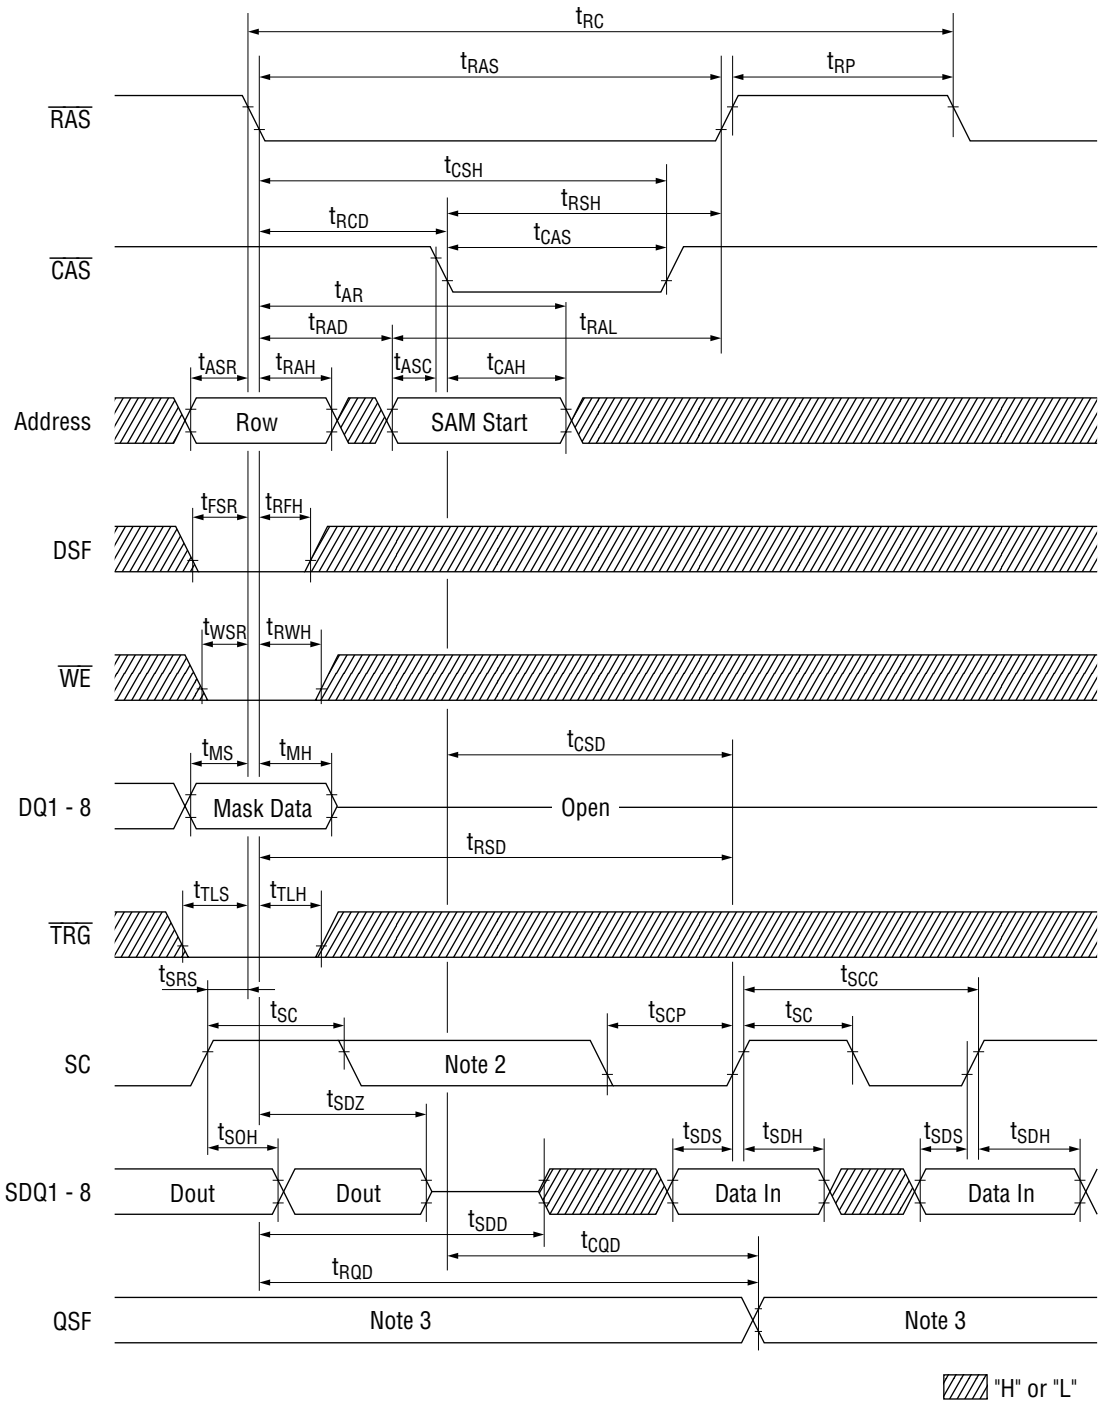 tRC
tRAS tRP
RAS
tCSH
tRSH
tRCD
tCAS
CAS
tAR
tRAD tRAL
tASR tRAH tASC tCAH
Address Row SAM Start
tFSR tRFH
DSF
tWSR tRWH
WE
tMS tMH tCSD
DQ1 - 8 Mask Data Open
tRSD
tTLS tTLH
TRG
tSRS tSCC
tSC tSCP tSC
SC Note 2
tSDZ
tSOH tSDS tSDH tSDS tSDH
SDQ1 - 8 Dout Dout Data In Data In
tSDD
tCQD
tRQD
QSF Note 3 Note 3
"H" or "L"